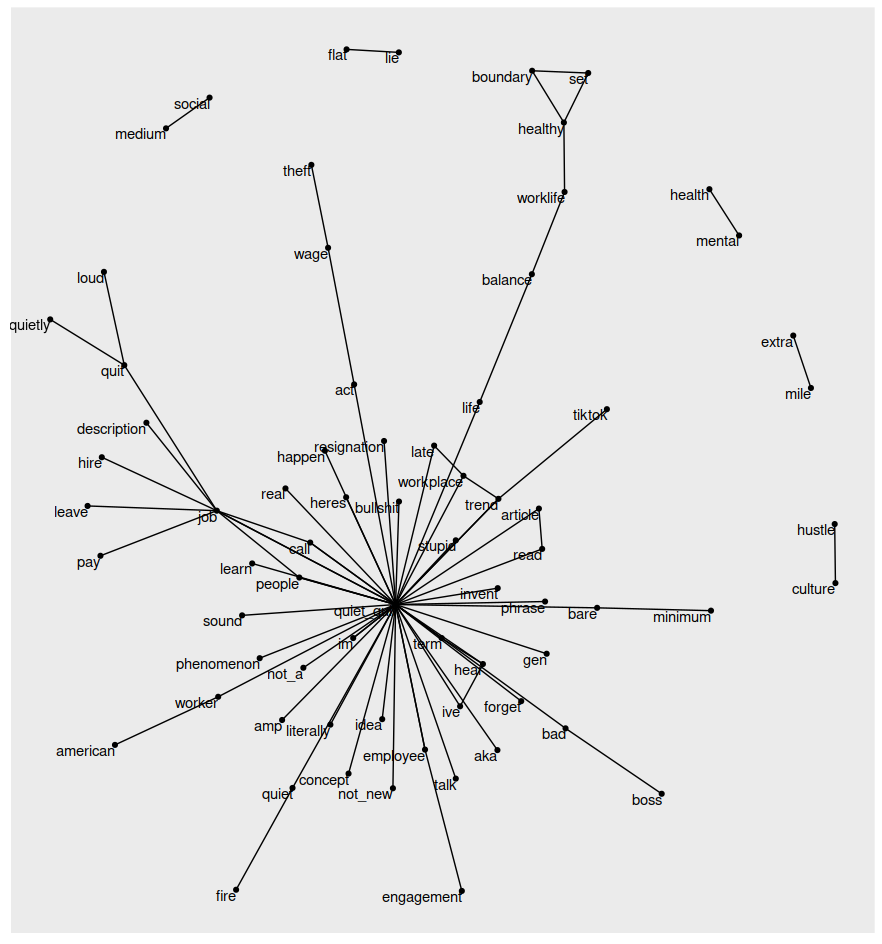 flat
lie
boundary
set
social
medium
healthy
theft
worklife
health
wage
mental
balance
loud
quietly
extra
quit
act
mile
life
tiktok
description
resignation
late
happen
hire
workplace
real
heres
bullshit
trend
leave
job
article
hustle
call
stupid
read
pay
learn
people
culture
invent
phrase
quiet
bare
minimum
sound
im
term
phenomenon
not_a
hear
gen
worker
ive
forget
amp
literally
idea
bad
american
employee
aka
concept
talk
quiet
not_new
boss
fire
engagement